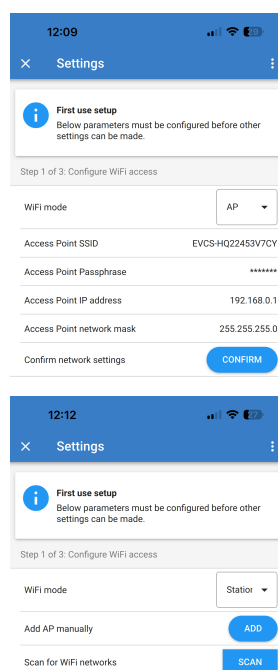 12:09
29
× Settings
First use setup
Below parameters must be configured before other
settings can be made.
Step 1 of 3: Configure WiFi access
WiFi mode AP
Access Point SSID EVCS-HQ22453V7CY
Access Point Passphrase *******
Access Point IP address 192.168.0.1
Access Point network mask 255.255.255.0
Confirm network settings CONFIRM
12:12
27
× Settings
First use setup
Below parameters must be configured before other
settings can be made.
Step 1 of 3: Configure WiFi access
WiFi mode Station
Add AP manually ADD
Scan for WiFi networks SCAN